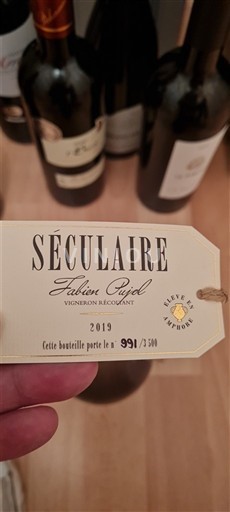 SÉCULAIRE
Fabien Pujol
VIGNERON RÉCOLTANT
2019
Cette bouteille porte le n° 991/3 500
ÉLEVÉ EN
AMPHORE